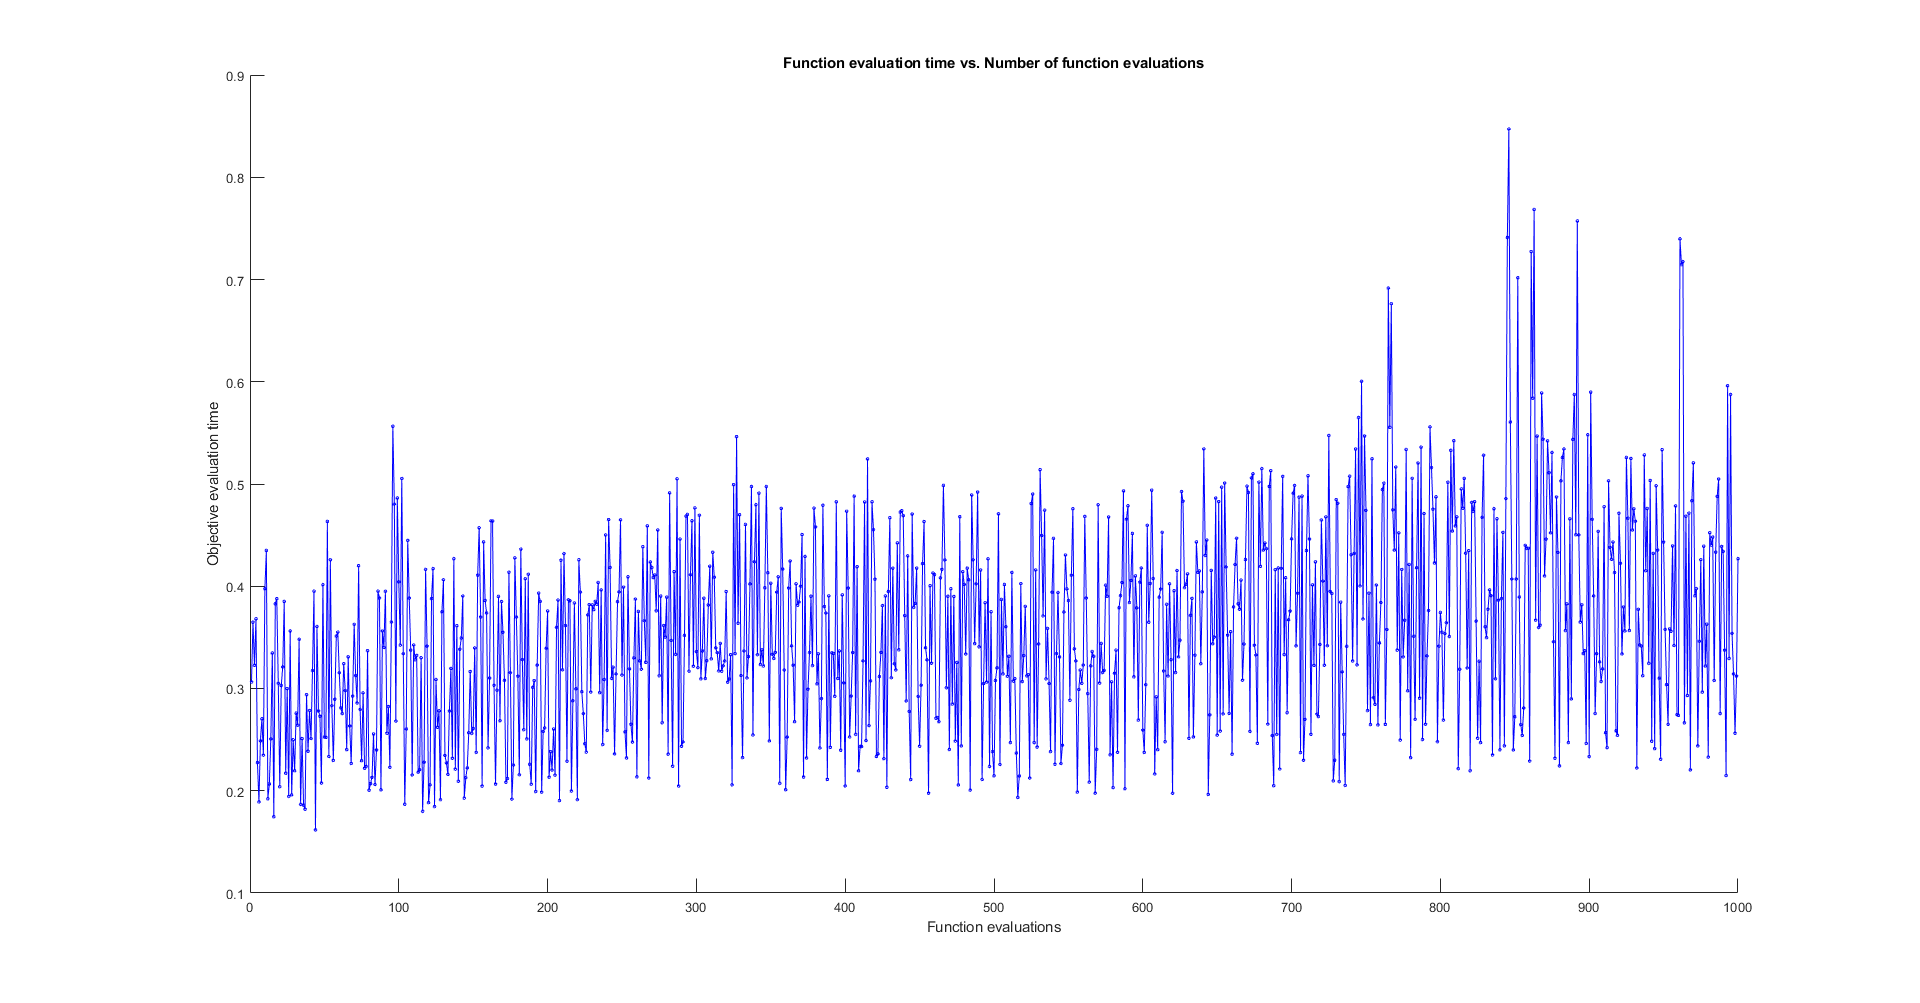 Function evaluation time vs. Number of function evaluations
0.9
0.8
0.7
0.6
0.5
0.4
0.3
0.2
0.1
Objective evaluation time
0 100 200 300 400 500 600 700 800 900 1000
Function evaluations